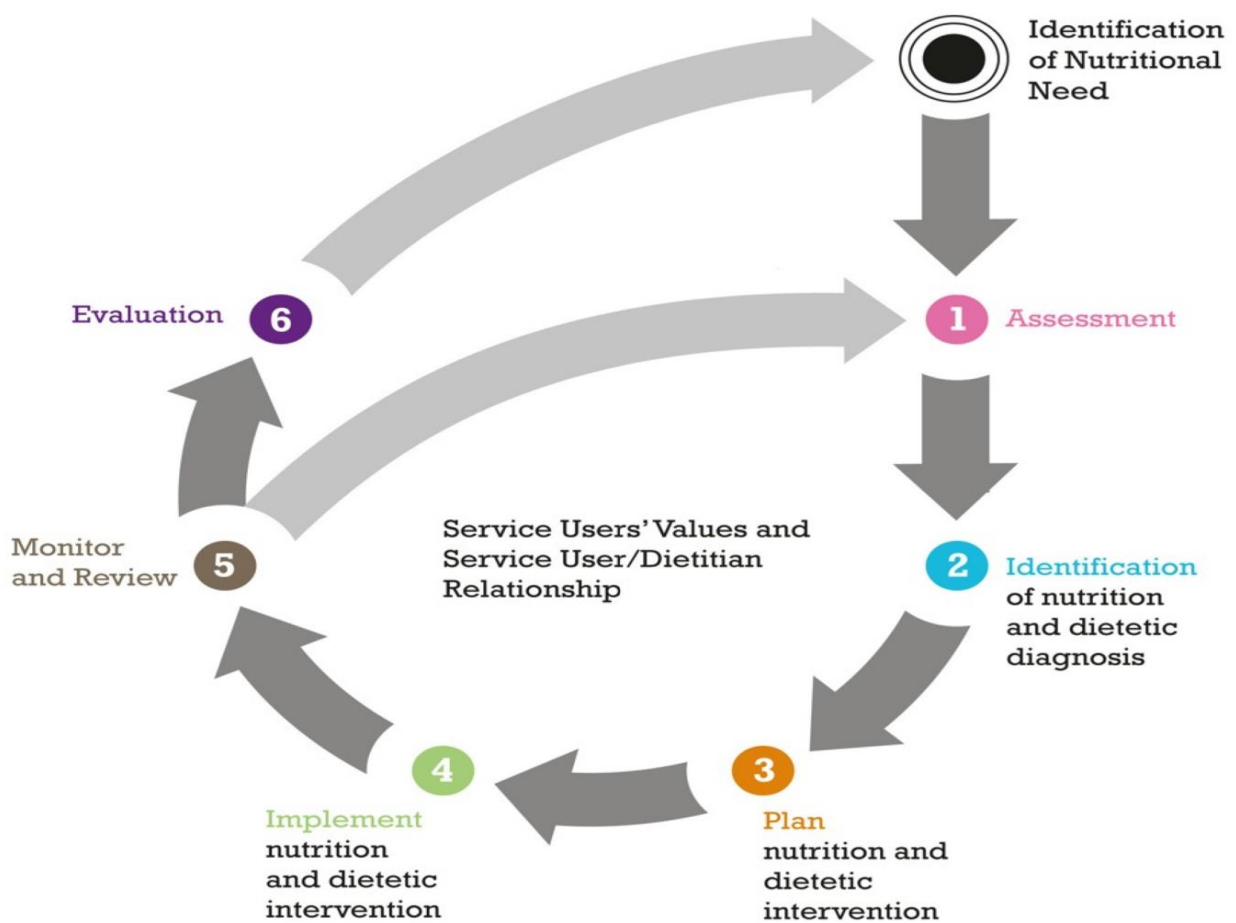 Identification
of Nutritional
Need
1 Assessment
2 Identification
of nutrition
and dietetic
diagnosis
3
Plan
nutrition and
dietetic
intervention
4
Implement
nutrition
and dietetic
intervention
Monitor
and Review 5
Evaluation 6
Service Users' Values and
Service User/Dietitian
Relationship